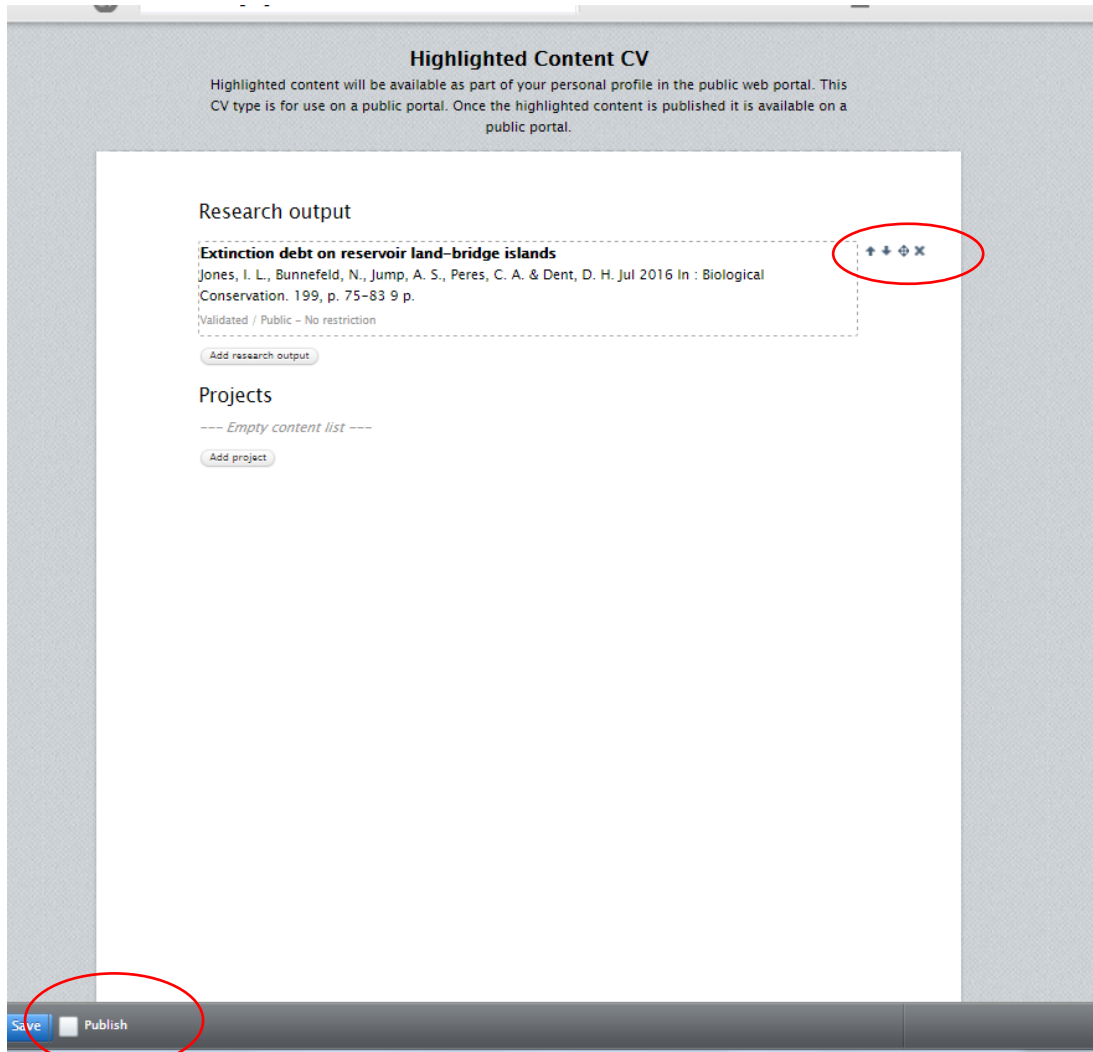 Highlighted Content CV
Highlighted content will be available as part of your personal profile in the public web portal. This
CV type is for use on a public portal. Once the highlighted content is published it is available on a
public portal.
Research output
Extinction debt on reservoir land-bridge islands
Jones, I. L., Bunnefeld, N., Jump, A. S., Peres, C. A. & Dent, D. H. Jul 2016 In : Biological
Conservation. 199, p. 75-83 9 p.
Validated / Public - No restriction
Add research output
Projects
--- Empty content list ---
Add project
Save Publish